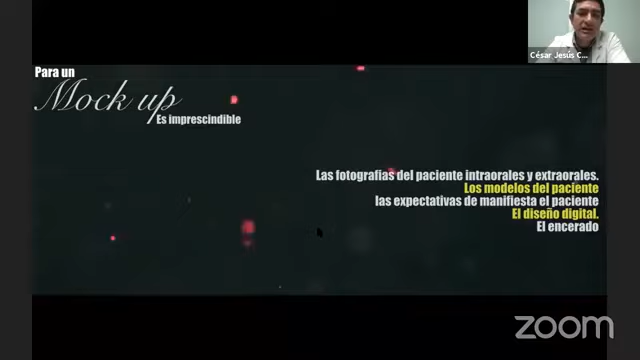 César Jesús C...
Para un
Mock up
Es imprescindible
Las fotografías del paciente intraorales y extraorales.
Los modelos del paciente
las expectativas de manifiesta el paciente
El diseño digital.
El encerado
zoom